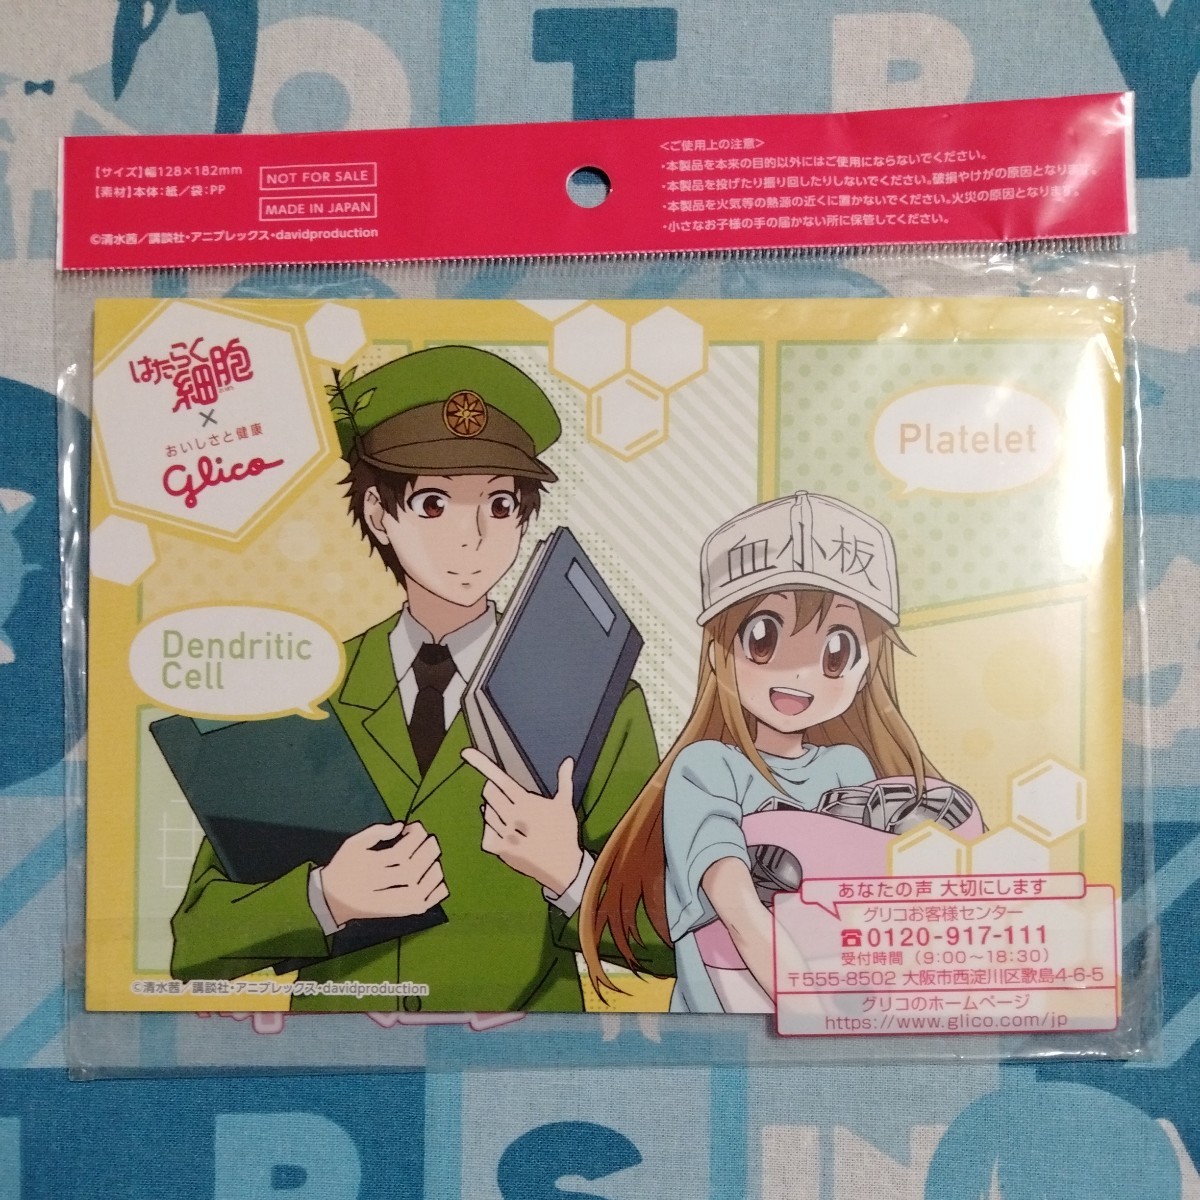 【サイズ】幅128×182mm
【素材】本体:紙／袋:PP
NOT FOR SALE
MADE IN JAPAN
©清水茜／講談社・アニプレックス・davidproduction
<ご使用上の注意>
・本製品を本来の目的以外にはご使用にならないでください。
・本製品を投げたり振り回したりしないでください。破損やけがの原因となります。
・本製品を火気等の熱源の近くに置かないでください。火災の原因となります。
・小さなお子様の手の届かない所に保管してください。
はたらく
細胞
×
おいしさと健康
glico
Platelet
血小板
Dendritic
Cell
あなたの声 大切にします
グリコお客様センター
☎0120-917-111
受付時間（9:00～18:30）
〒555-8502 大阪市西淀川区歌島4-6-5
グリコのホームページ
https://www.glico.com/jp
©清水茜／講談社・アニプレックス・davidproduction